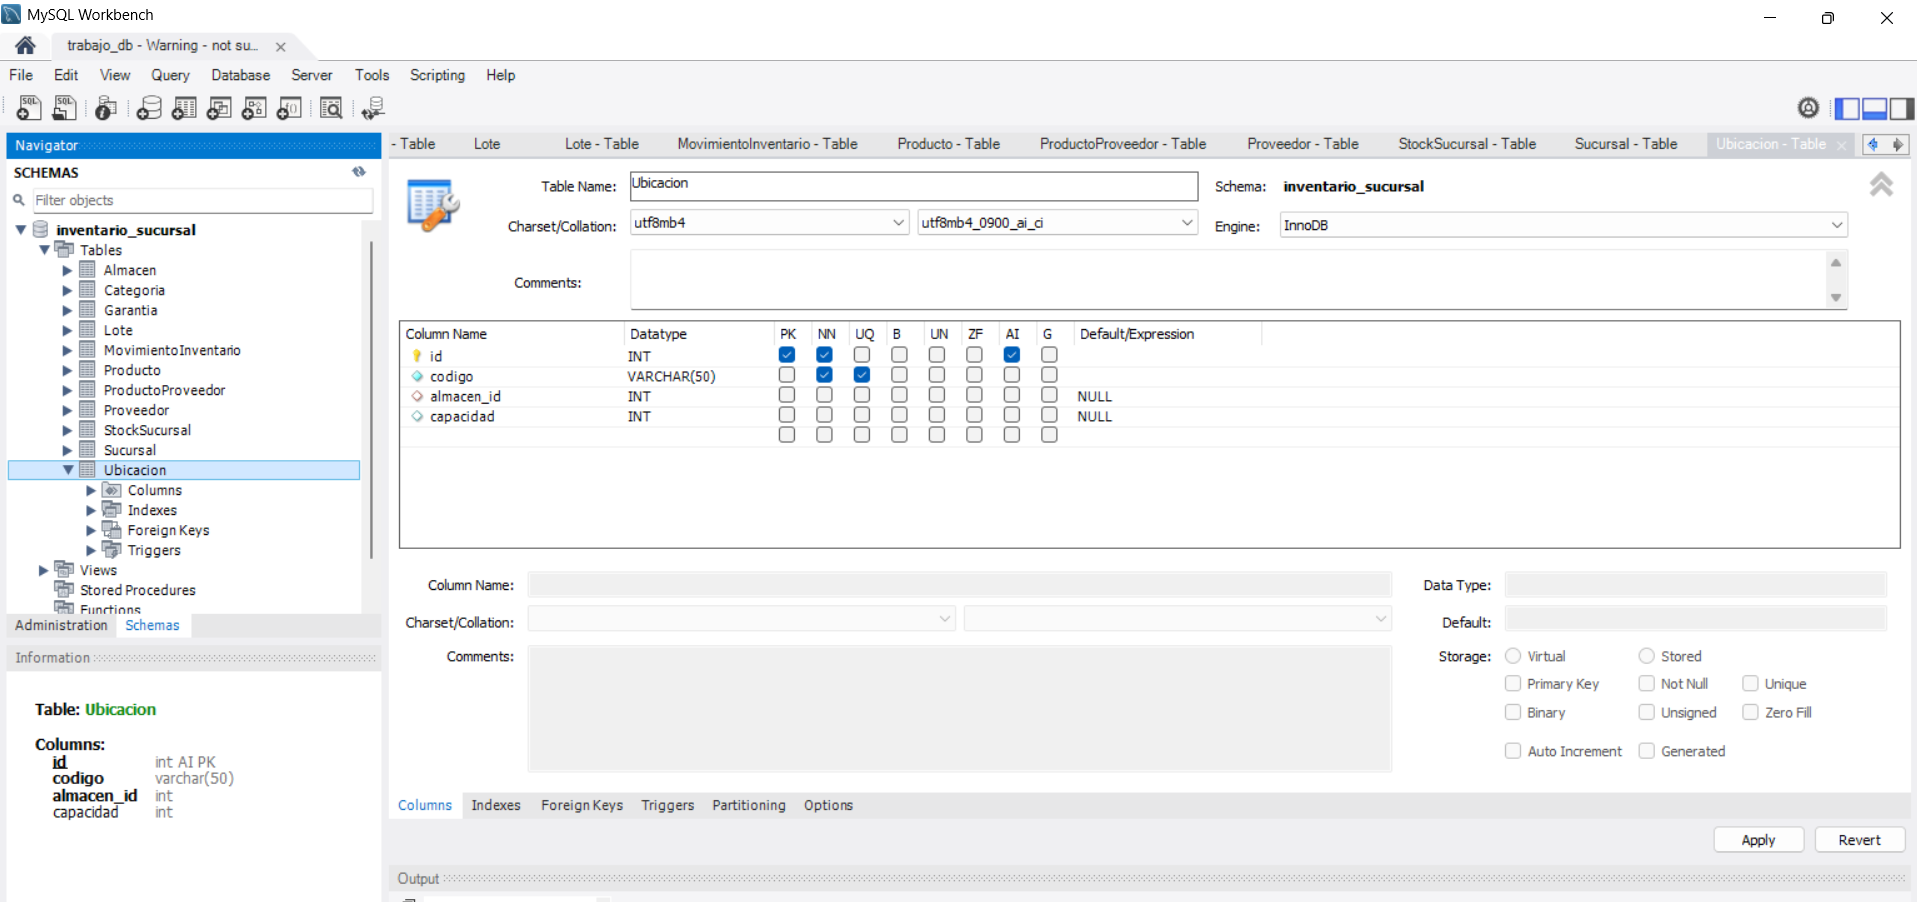 MySQL Workbench
trabajo_db - Warning - not su...
File Edit View Query Database Server Tools Scripting Help
Navigator
SCHEMAS
Filter objects
inventario_sucursal
Tables
Almacen
Categoria
Garantia
Lote
MovimientoInventario
Producto
ProductoProveedor
Proveedor
StockSucursal
Sucursal
Ubicacion
Columns
Indexes
Foreign Keys
Triggers
Views
Stored Procedures
Functions
Administration Schemas
Information
Table: Ubicacion
Columns:
id int AI PK
codigo varchar(50)
almacen_id int
capacidad int
- Table Lote Lote - Table MovimientoInventario - Table Producto - Table ProductoProveedor - Table Proveedor - Table StockSucursal - Table Sucursal - Table Ubicacion - Table
Table Name: Ubicacion Schema: inventario_sucursal
Charset/Collation: utf8mb4 utf8mb4_0900_ai_ci Engine: InnoDB
Comments:
Column Name Datatype PK NN UQ B UN ZF AI G Default/Expression
id INT
codigo VARCHAR(50)
almacen_id INT NULL
capacidad INT NULL
Column Name: Data Type:
Charset/Collation: Default:
Comments: Storage: Virtual Stored
Primary Key Not Null Unique
Binary Unsigned Zero Fill
Auto Increment Generated
Columns Indexes Foreign Keys Triggers Partitioning Options
Apply Revert
Output